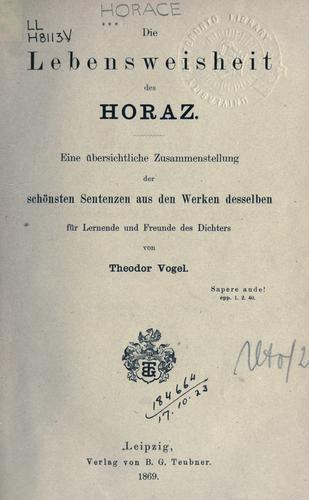 HORACE
LL
H8113V
Die
Lebensweisheit
des
HORAZ.
Eine übersichtliche Zusammenstellung
der
schönsten Sentenzen aus den Werken desselben
für Lernende und Freunde des Dichters
von
Theodor Vogel.
Sapere aude!
epp. 1. 2. 40.
184664
17.10.23
Leipzig,
Verlag von B. G. Teubner.
1869.